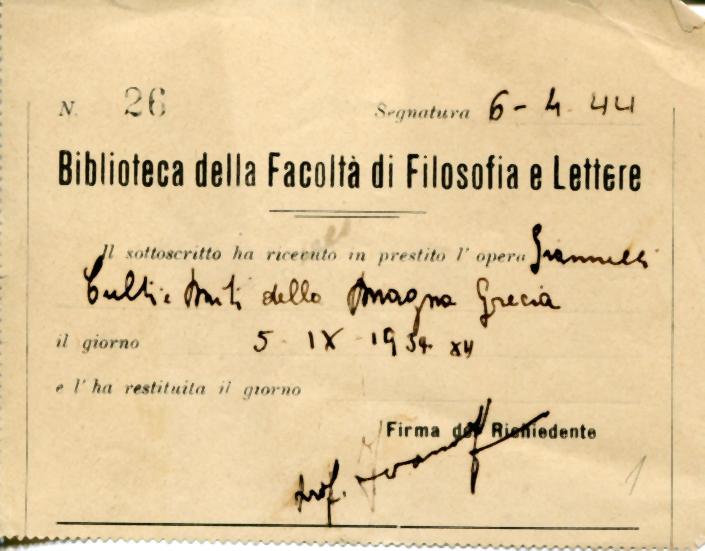 N. 26 Segnatura 6-4-44
Biblioteca della Facoltà di Filosofia e Lettere
Il sottoscritto ha ricevuto in prestito l'opera Giannelli
Culti e Miti della Magna Grecia
il giorno 5 - IX - 1934 XII
e l'ha restituita il giorno
Firma del Richiedente
prof.
1